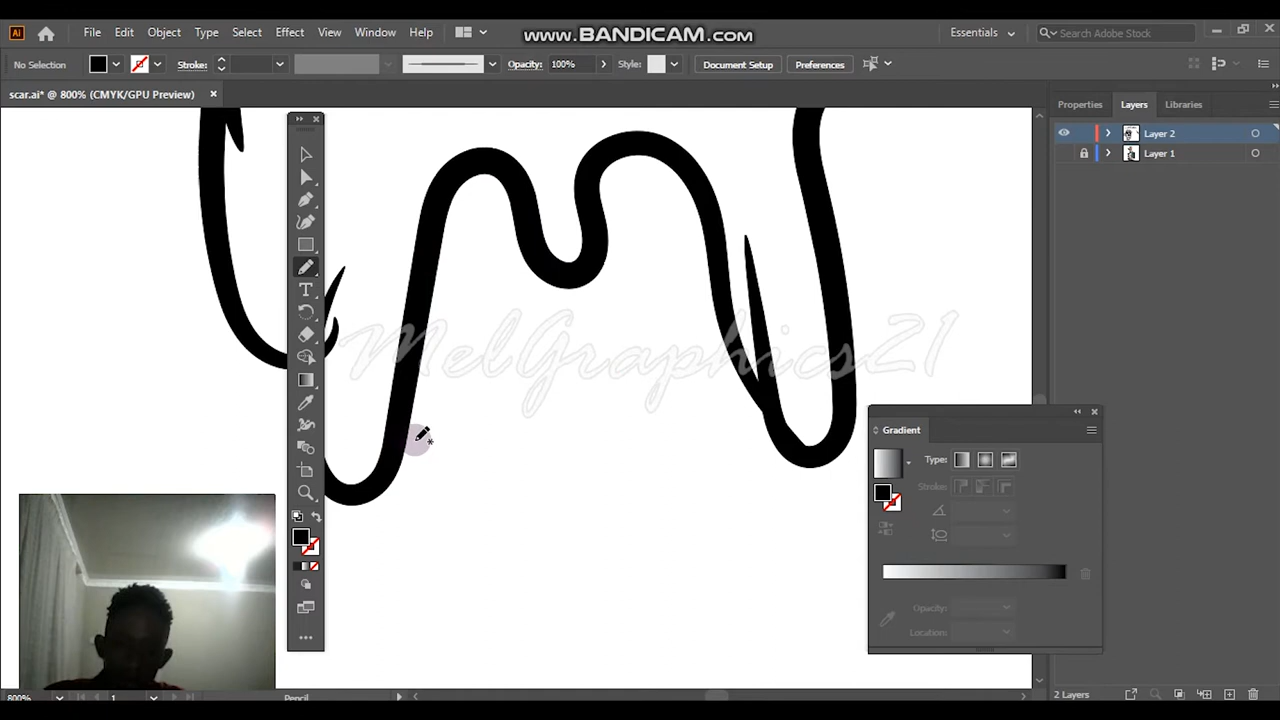 www.BANDICAM.com
Ai File Edit Object Type Select Effect View Window Help Essentials Search Adobe Stock
No Selection Stroke: Opacity: 100% Style: Document Setup Preferences
scar.ai* @ 800% (CMYK/GPU Preview)
Properties Layers Libraries
Layer 2
Layer 1
T
MelGraphics21
Gradient
Type:
Stroke:
Opacity:
Location:
800% 1 Pencil 2 Layers